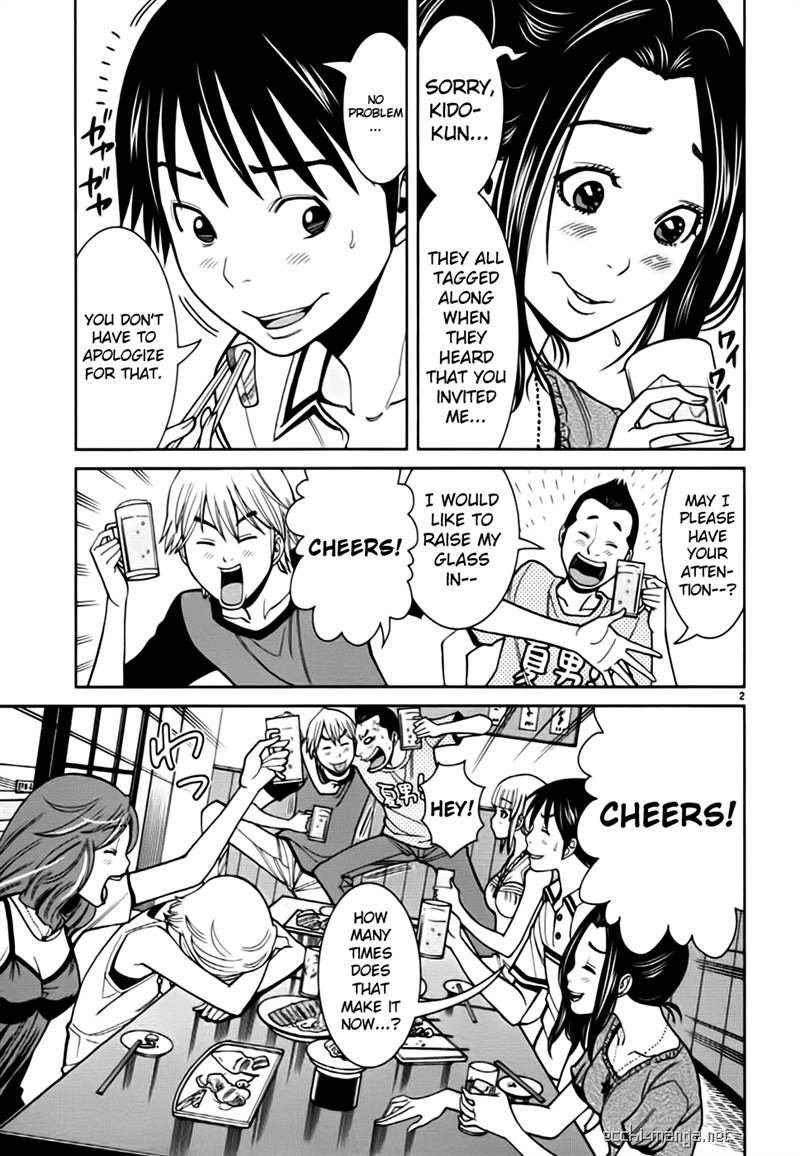 SORRY,
KIDO-
KUN...
THEY ALL
TAGGED
ALONG
WHEN
THEY
HEARD
THAT YOU
INVITED
ME...
ワイ
ワイ
NO
PROBLEM
...
YOU DON'T
HAVE TO
APOLOGIZE
FOR THAT.
ガヤ
ガヤ
MAY I
PLEASE
HAVE
YOUR
ATTEN-
TION--?
I WOULD
LIKE TO
RAISE MY
GLASS
IN--
夏男
CHEERS!
2
CHEERS!
HEY!
夏男!
HOW
MANY
TIMES
DOES
THAT
MAKE IT
NOW...?
ecchi-manga.net